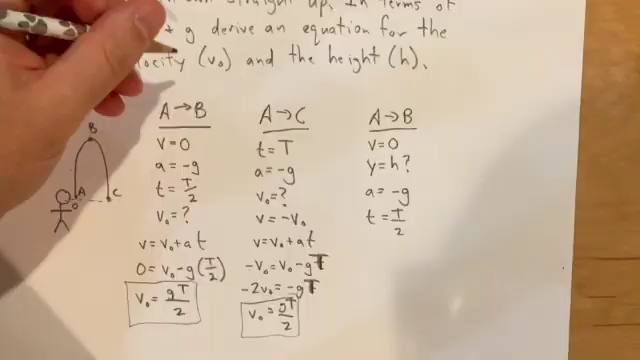 straight up. In terms of
g derive an equation for the
(v₀) and the height (h).
B
A
C
A→B
v=0
a=-g
t=T/2
v₀=?
v=v₀+at
0=v₀-g(T/2)
v₀=gT/2
A→C
t=T
a=-g
v₀=?
v=-v₀
v=v₀+at
-v₀=v₀-gT
-2v₀=-gT
v₀=gT/2
A→B
v=0
y=h?
a=-g
t=T/2